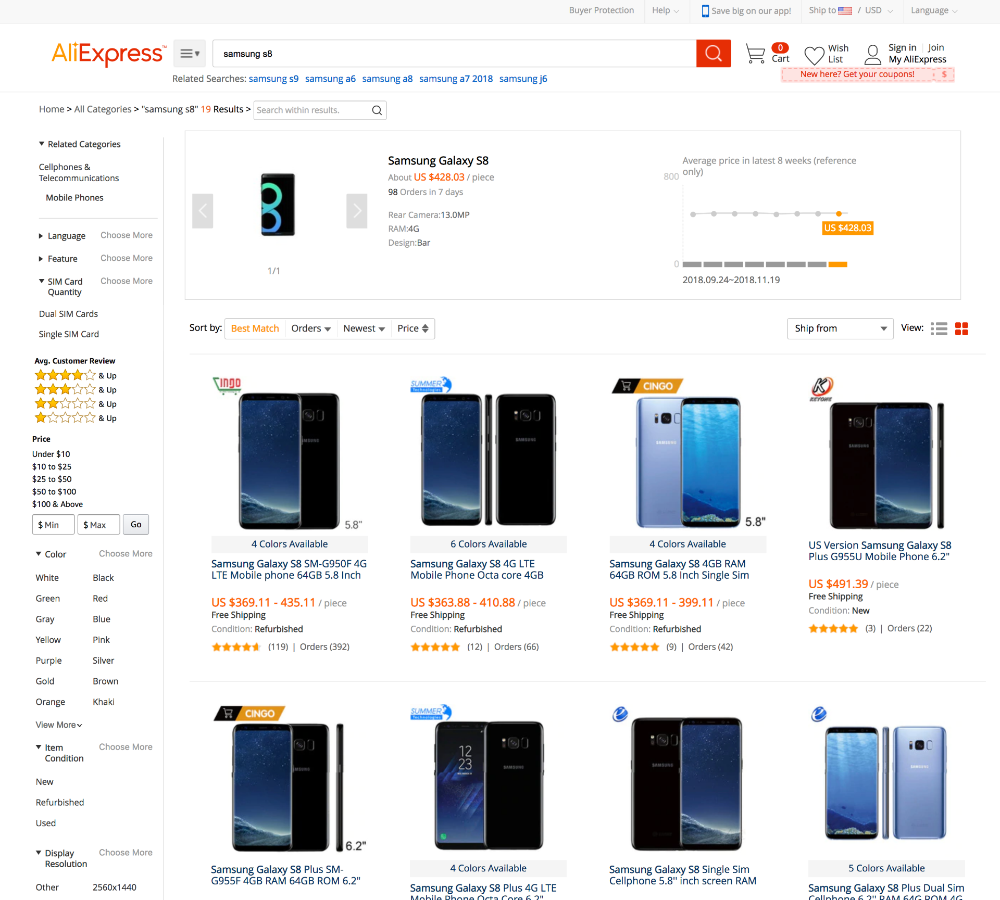 Buyer Protection
Help
Save big on our app!
Ship to / USD
Language
AliExpress™
samsung s8
0
Cart
Wish
List
Sign in | Join
My AliExpress
New here? Get your coupons! $
Related Searches: samsung s9 samsung a6 samsung a8 samsung a7 2018 samsung j6
Home > All Categories > "samsung s8" 19 Results >
Search within results.
Related Categories
Cellphones &
Telecommunications
Mobile Phones
Language Choose More
Feature Choose More
SIM Card Choose More
Quantity
Dual SIM Cards
Single SIM Card
Avg. Customer Review
& Up
& Up
& Up
& Up
Price
Under $10
$10 to $25
$25 to $50
$50 to $100
$100 & Above
$ Min
$ Max
Go
Color Choose More
White Black
Green Red
Gray Blue
Yellow Pink
Purple Silver
Gold Brown
Orange Khaki
View More
Item Choose More
Condition
New
Refurbished
Used
Display Choose More
Resolution
Other 2560x1440
1/1
Samsung Galaxy S8
About US $428.03 / piece
98 Orders in 7 days
Rear Camera:13.0MP
RAM:4G
Design:Bar
Average price in latest 8 weeks (reference
only)
800
US $428.03
0
2018.09.24~2018.11.19
Sort by: Best Match Orders Newest Price
Ship from
View:
ingo
MSUNG
5.8"
4 Colors Available
Samsung Galaxy S8 SM-G950F 4G
LTE Mobile phone 64GB 5.8 Inch
US $369.11 - 435.11 / piece
Free Shipping
Condition: Refurbished
(119) | Orders (392)
SUMMER
Technologies
SAMSUNG
6 Colors Available
Samsung Galaxy S8 4G LTE
Mobile Phone Octa core 4GB
US $363.88 - 410.88 / piece
Free Shipping
Condition: Refurbished
(12) | Orders (66)
CINGO
SAMSUNG
5.8"
4 Colors Available
Samsung Galaxy S8 4GB RAM
64GB ROM 5.8 Inch Single Sim
US $369.11 - 399.11 / piece
Free Shipping
Condition: Refurbished
(9) | Orders (42)
K
KEYONE
SAMSUNG
US Version Samsung Galaxy S8
Plus G955U Mobile Phone 6.2"
US $491.39 / piece
Free Shipping
Condition: New
(3) | Orders (22)
CINGO
MSUNG
6.2"
Samsung Galaxy S8 Plus SM-
G955F 4GB RAM 64GB ROM 6.2"
SUMMER
Technologies
12
23
SAMSUNG
4 Colors Available
Samsung Galaxy S8 Plus 4G LTE
Mobile Phone Octa Core 6.2"
SAMSUNG
Samsung Galaxy S8 Single Sim
Cellphone 5.8'' inch screen RAM
SAMSUNG
5 Colors Available
Samsung Galaxy S8 Plus Dual Sim
Cellphone 6.2'' RAM 64G ROM 4G